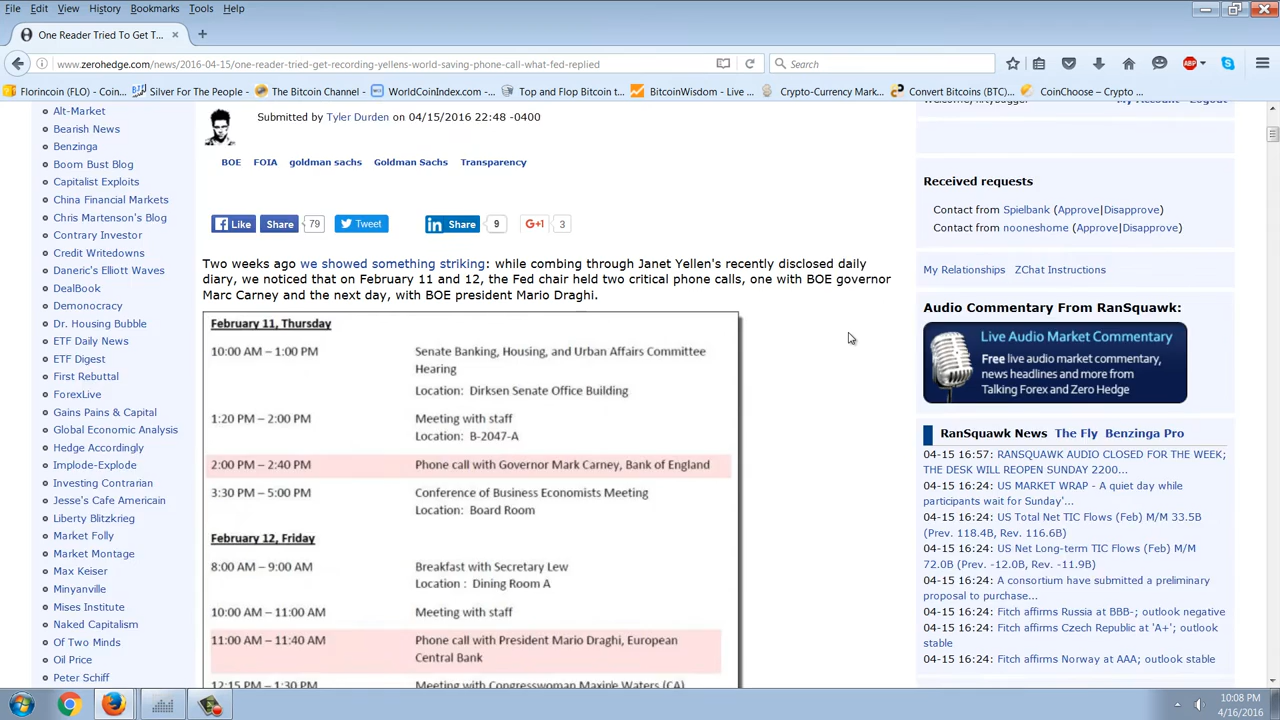 File Edit View History Bookmarks Tools Help
One Reader Tried To Get T...
www.zerohedge.com/news/2016-04-15/one-reader-tried-get-recording-yellens-world-saving-phone-call-what-fed-replied
Search
Florincoin (FLO) - Coin... Silver For The People - The Bitcoin Channel - WorldCoinIndex.com -... Top and Flop Bitcoin t... BitcoinWisdom - Live ... Crypto-Currency Mark... Convert Bitcoins (BTC)... CoinChoose – Crypto ...
Alt-Market
Bearish News
Benzinga
Boom Bust Blog
Capitalist Exploits
China Financial Markets
Chris Martenson's Blog
Contrary Investor
Credit Writedowns
Daneric's Elliott Waves
DealBook
Demonocracy
Dr. Housing Bubble
ETF Daily News
ETF Digest
First Rebuttal
ForexLive
Gains Pains & Capital
Global Economic Analysis
Hedge Accordingly
Implode-Explode
Investing Contrarian
Jesse's Cafe Americain
Liberty Blitzkrieg
Market Folly
Market Montage
Max Keiser
Minyanville
Mises Institute
Naked Capitalism
Of Two Minds
Oil Price
Peter Schiff
Submitted by Tyler Durden on 04/15/2016 22:48 -0400
BOE FOIA goldman sachs Goldman Sachs Transparency
Like Share 79 Tweet Share 9 G+1 3
Two weeks ago we showed something striking: while combing through Janet Yellen's recently disclosed daily
diary, we noticed that on February 11 and 12, the Fed chair held two critical phone calls, one with BOE governor
Marc Carney and the next day, with BOE president Mario Draghi.
February 11, Thursday
10:00 AM – 1:00 PM Senate Banking, Housing, and Urban Affairs Committee
Hearing
Location: Dirksen Senate Office Building
1:20 PM – 2:00 PM Meeting with staff
Location: B-2047-A
2:00 PM – 2:40 PM Phone call with Governor Mark Carney, Bank of England
3:30 PM – 5:00 PM Conference of Business Economists Meeting
Location: Board Room
February 12, Friday
8:00 AM – 9:00 AM Breakfast with Secretary Lew
Location : Dining Room A
10:00 AM – 11:00 AM Meeting with staff
11:00 AM – 11:40 AM Phone call with President Mario Draghi, European
Central Bank
12:15 PM – 1:30 PM Meeting with Congresswoman Maxine Waters (CA)
My Account Logout
Received requests
Contact from Spielbank (Approve|Disapprove)
Contact from nooneshome (Approve|Disapprove)
My Relationships ZChat Instructions
Audio Commentary From RanSquawk:
Live Audio Market Commentary
Free live audio market commentary,
news headlines and more from
Talking Forex and Zero Hedge
RanSquawk News The Fly Benzinga Pro
04-15 16:57: RANSQUAWK AUDIO CLOSED FOR THE WEEK;
THE DESK WILL REOPEN SUNDAY 2200...
04-15 16:24: US MARKET WRAP - A quiet day while
participants wait for Sunday'...
04-15 16:24: US Total Net TIC Flows (Feb) M/M 33.5B
(Prev. 118.4B, Rev. 116.6B)
04-15 16:24: US Net Long-term TIC Flows (Feb) M/M
72.0B (Prev. -12.0B, Rev. -11.9B)
04-15 16:24: A consortium have submitted a preliminary
proposal to purchase...
04-15 16:24: Fitch affirms Russia at BBB-; outlook negative
04-15 16:24: Fitch affirms Czech Republic at 'A+'; outlook
stable
04-15 16:24: Fitch affirms Norway at AAA; outlook stable
10:08 PM
4/16/2016